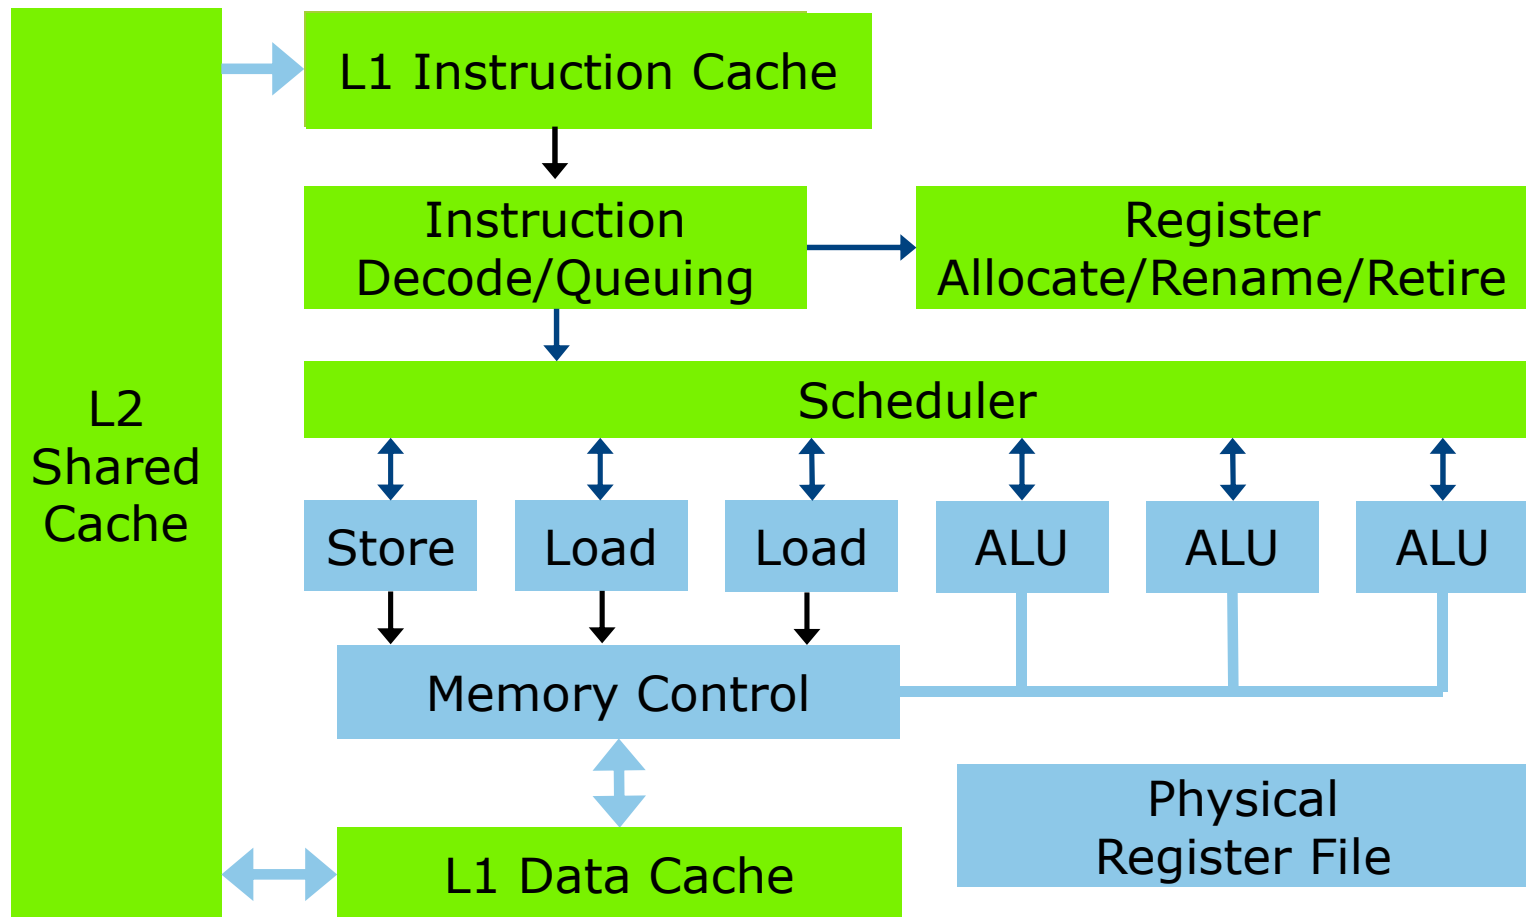 L1 Instruction Cache
Instruction
Decode/Queuing
Register
Allocate/Rename/Retire
L2
Shared
Cache
Scheduler
Store
Load
Load
ALU
ALU
ALU
Memory Control
Physical
Register File
L1 Data Cache